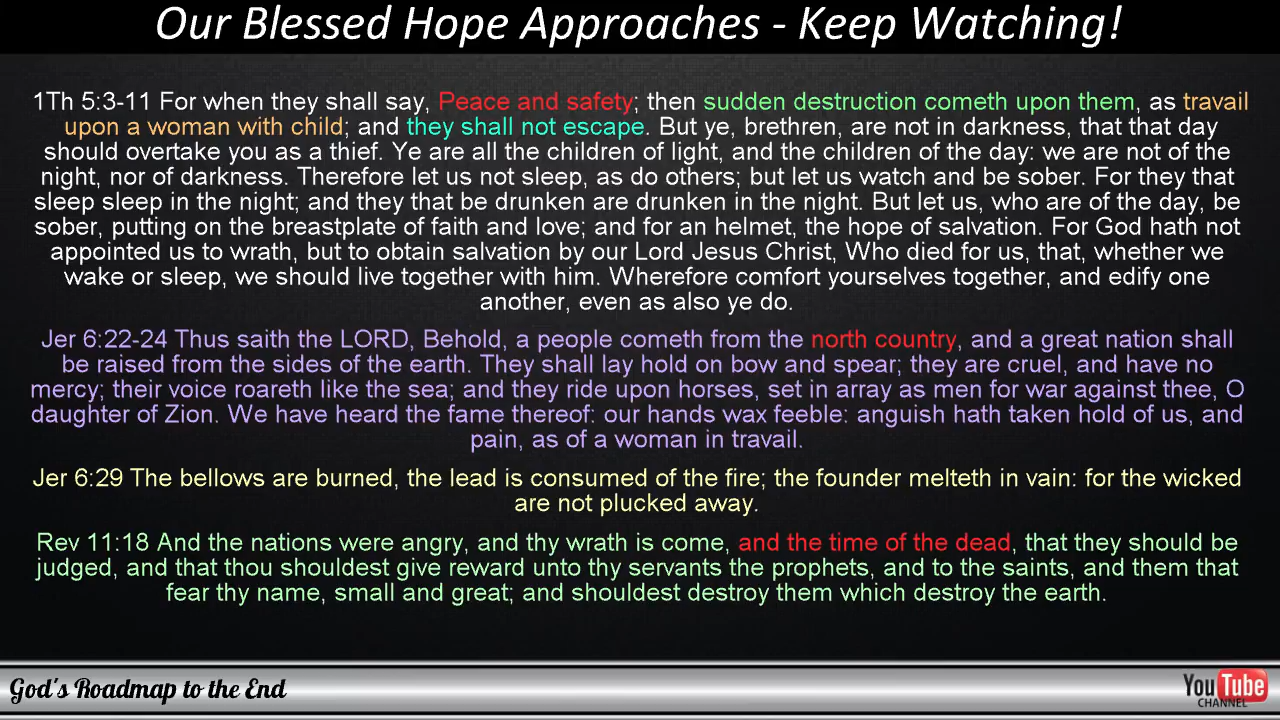 Our Blessed Hope Approaches - Keep Watching!
1Th 5:3-11 For when they shall say, Peace and safety; then sudden destruction cometh upon them, as travail
upon a woman with child; and they shall not escape. But ye, brethren, are not in darkness, that that day
should overtake you as a thief. Ye are all the children of light, and the children of the day: we are not of the
night, nor of darkness. Therefore let us not sleep, as do others; but let us watch and be sober. For they that
sleep sleep in the night; and they that be drunken are drunken in the night. But let us, who are of the day, be
sober, putting on the breastplate of faith and love; and for an helmet, the hope of salvation. For God hath not
appointed us to wrath, but to obtain salvation by our Lord Jesus Christ, Who died for us, that, whether we
wake or sleep, we should live together with him. Wherefore comfort yourselves together, and edify one
another, even as also ye do.
Jer 6:22-24 Thus saith the LORD, Behold, a people cometh from the north country, and a great nation shall
be raised from the sides of the earth. They shall lay hold on bow and spear; they are cruel, and have no
mercy; their voice roareth like the sea; and they ride upon horses, set in array as men for war against thee, O
daughter of Zion. We have heard the fame thereof: our hands wax feeble: anguish hath taken hold of us, and
pain, as of a woman in travail.
Jer 6:29 The bellows are burned, the lead is consumed of the fire; the founder melteth in vain: for the wicked
are not plucked away.
Rev 11:18 And the nations were angry, and thy wrath is come, and the time of the dead, that they should be
judged, and that thou shouldest give reward unto thy servants the prophets, and to the saints, and them that
fear thy name, small and great; and shouldest destroy them which destroy the earth.
God's Roadmap to the End
YouTube
CHANNEL